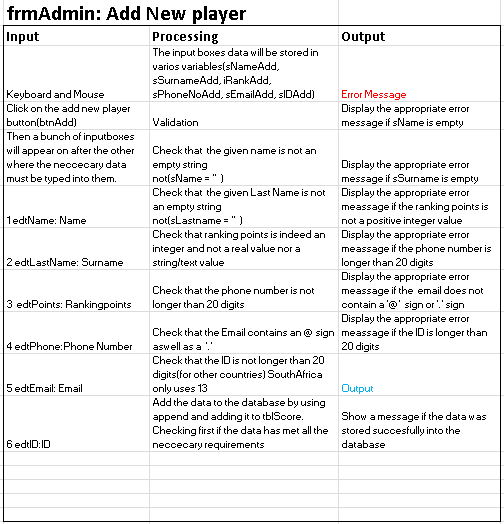 frmAdmin: Add New player
Input Processing Output
Keyboard and Mouse
The input boxes data will be stored in
varios variables(sNameAdd,
sSurnameAdd, iRankAdd,
sPhoneNoAdd, sEmailAdd, sIDAdd)
Error Message
Click on the add new player
button(btnAdd)
Validation
Display the appropriate error
message if sName is empty
Then a bunch of inputboxes
will appear on after the other
where the neccecary data
must be typed into them.
Check that the given name is not an
empty string
not(sName = '' )
Display the appropriate error
meesage if sSurname is empty
1 edtName: Name
Check that the given Last Name is not
an empty string
not(sLastname = '' )
Display the appropriate error
meassage if the ranking points is
not a positive integer value
2 edtLastName: Surname
Check that ranking points is indeed an
integer and not a real value nor a
string/text value
Display the appropriate error
meassage if the phone number is
longer than 20 digits
3 edtPoints: Rankingpoints
Check that the phone number is not
longer than 20 digits
Display the appropriate error
meassage if the email does not
contain a '@' sign or '.' sign
4 edtPhone:Phone Number
Check that the Email contains an @ sign
aswell as a '.'
Display the appropriate error
meassage if the ID is longer than
20 digits
5 edtEmail: Email
Check that the ID is not longer than 20
digits(for other countries) SouthAfrica
only uses 13
Output
6 edtID:ID
Add the data to the database by using
append and adding it to tblScore.
Checking first if the data has met all the
neccecary requirements
Show a message if the data was
stored succesfully into the
database